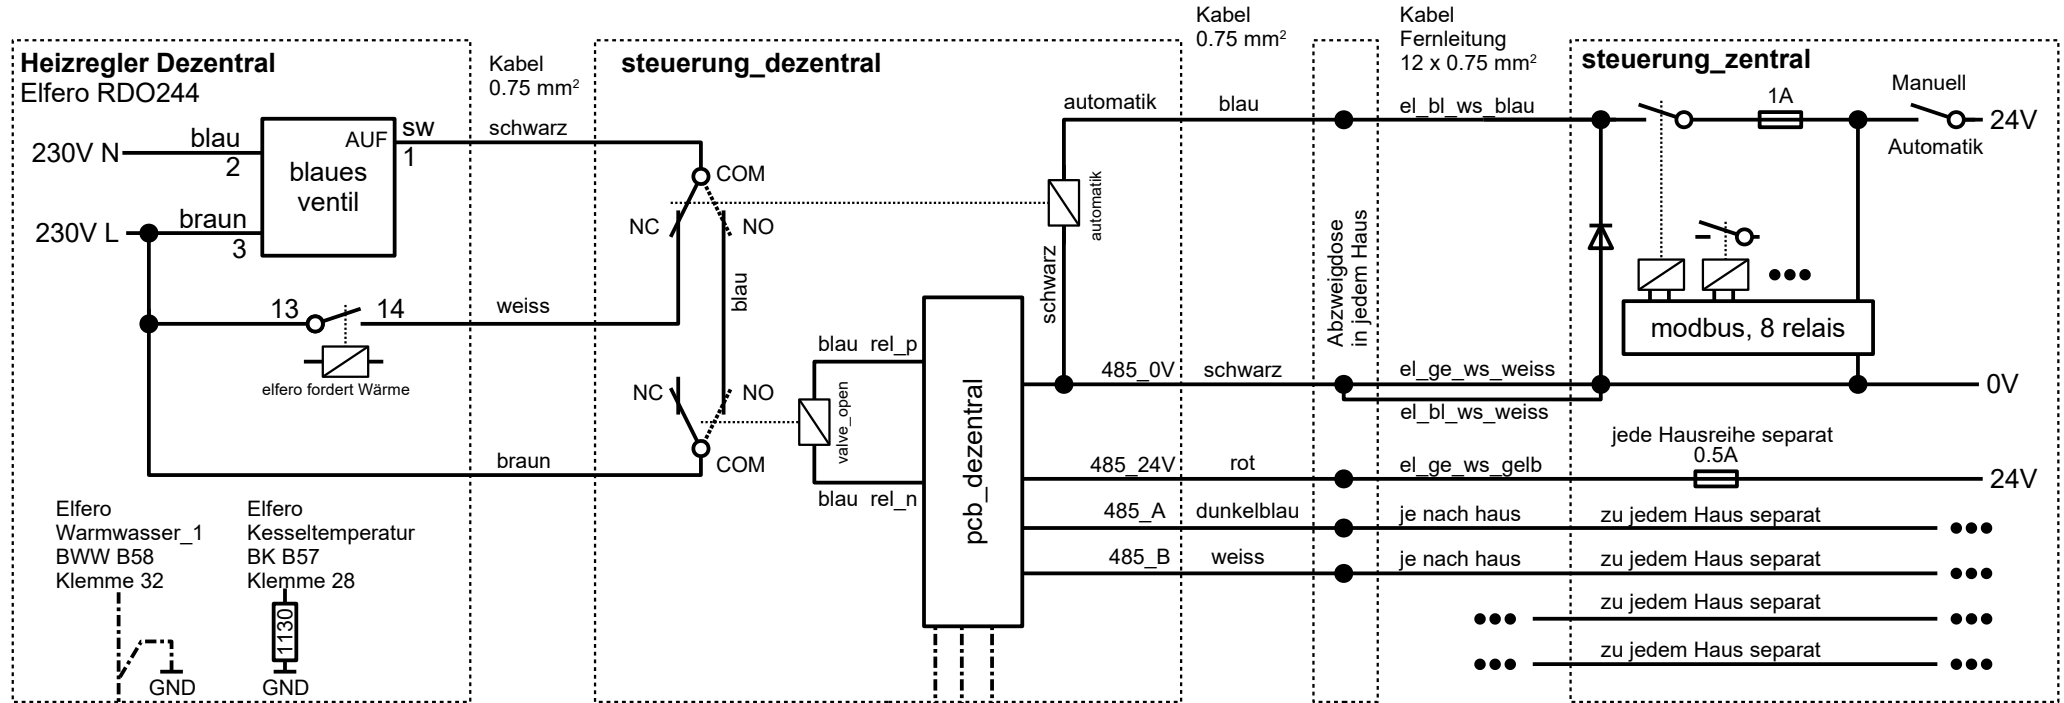 Heizregler Dezentral
Elfero RDO244
230V N
blau
2
AUF
blaues
ventil
sw
1
230V L
braun
3
13
14
elfero fordert Wärme
Elfero
Warmwasser_1
BWW B58
Klemme 32
GND
Elfero
Kesseltemperatur
BK B57
Klemme 28
1130
GND
Kabel
0.75 mm²
schwarz
weiss
braun
steuerung_dezentral
COM
NC
NO
blau
NC
NO
COM
blau rel_p
valve_open
blau rel_n
pcb_dezentral
automatik
automatik
schwarz
485_0V
485_24V
485_A
485_B
Kabel
0.75 mm²
blau
schwarz
rot
dunkelblau
weiss
Abzweigdose
in jedem Haus
Kabel
Fernleitung
12 x 0.75 mm²
el_bl_ws_blau
el_ge_ws_weiss
el_bl_ws_weiss
el_ge_ws_gelb
je nach haus
je nach haus
steuerung_zentral
1A
Manuell
24V
Automatik
modbus, 8 relais
0V
jede Hausreihe separat
0.5A
24V
zu jedem Haus separat
zu jedem Haus separat
zu jedem Haus separat
zu jedem Haus separat